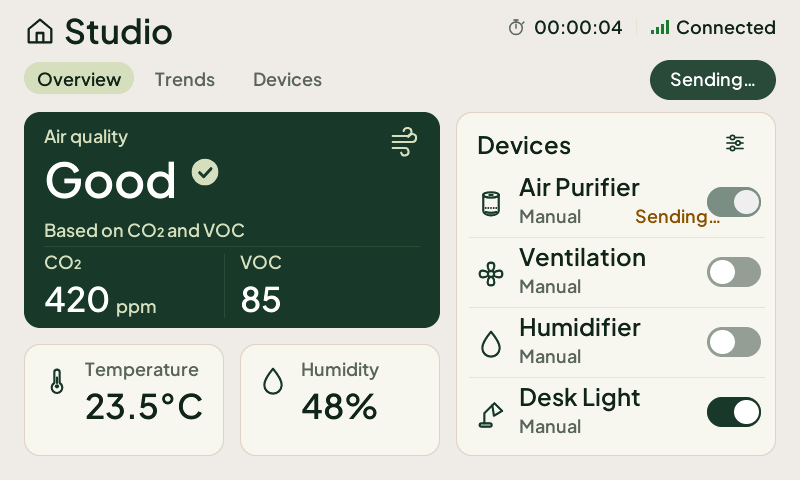 Studio
00:00:04
Connected
Overview
Trends
Devices
Sending…
Air quality
Good
Based on CO₂ and VOC
CO₂
420 ppm
VOC
85
Temperature
23.5°C
Humidity
48%
Devices
Air Purifier
Manual
Sending…
Ventilation
Manual
Humidifier
Manual
Desk Light
Manual